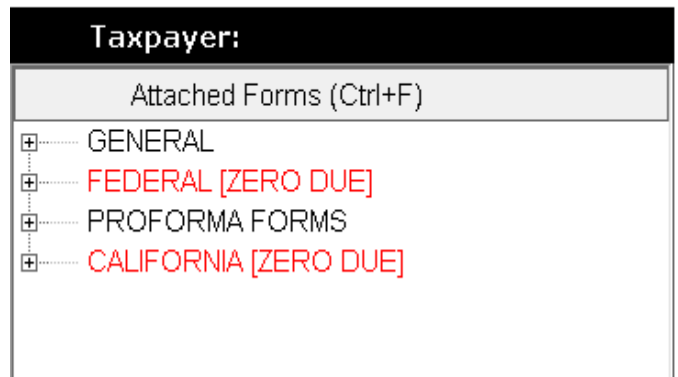 Taxpayer:
Attached Forms (Ctrl+F)
GENERAL
FEDERAL [ZERO DUE]
PROFORMA FORMS
CALIFORNIA [ZERO DUE]